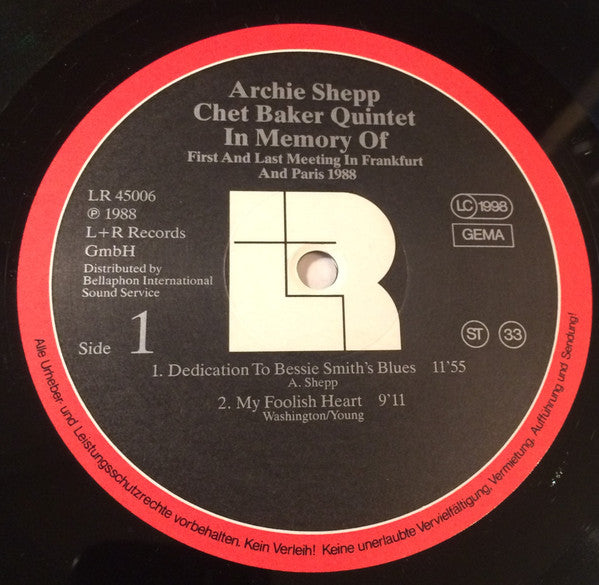 Archie Shepp
Chet Baker Quintet
In Memory Of
First And Last Meeting In Frankfurt
And Paris 1988
LR 45006
℗ 1988
L+R Records
GmbH
Distributed by
Bellaphon International
Sound Service
LC 1998
GEMA
LR
Side 1
ST 33
1. Dedication To Bessie Smith's Blues 11'55
A. Shepp
2. My Foolish Heart 9'11
Washington/Young
Alle Urheber- und Leistungsschutzrechte vorbehalten. Kein Verleih! Keine unerlaubte Vervielfältigung, Vermietung, Aufführung und Sendung!